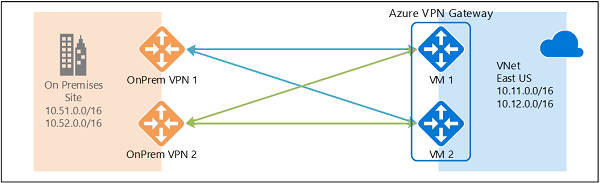 Azure VPN Gateway
On Premises
Site
10.51.0.0/16
10.52.0.0/16
OnPrem VPN 1
OnPrem VPN 2
VM 1
VM 2
VNet
East US
10.11.0.0/16
10.12.0.0/16